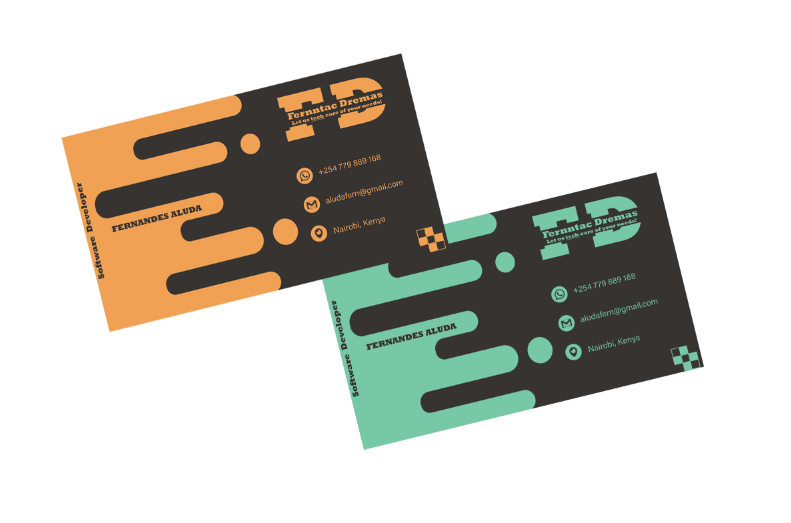 FD
Fernntac Dremas
Let us tech care of your needs!
+254 779 889 168
aludafern@gmail.com
Nairobi, Kenya
FERNANDES ALUDA
Software Developer
FD
Fernntac Dremas
Let us tech care of your needs!
+254 779 889 168
aludafern@gmail.com
Nairobi, Kenya
FERNANDES ALUDA
Software Developer